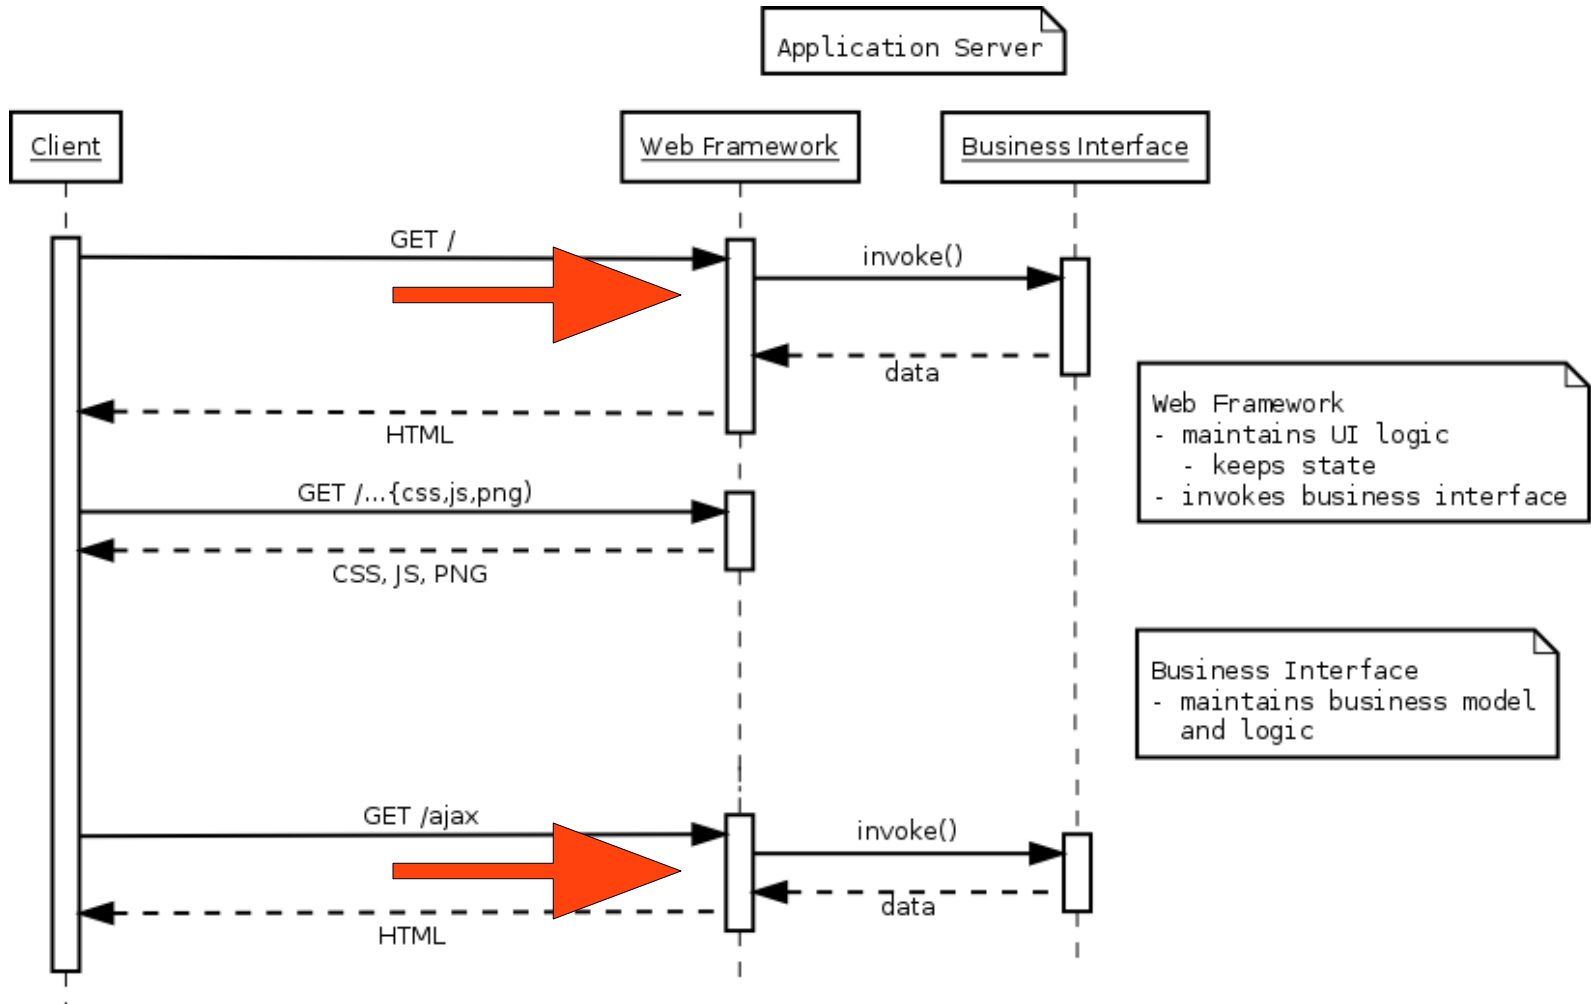 Application Server
Client
Web Framework
Business Interface
GET /
invoke()
data
HTML
Web Framework
- maintains UI logic
- keeps state
- invokes business interface
GET /...{css,js,png)
CSS, JS, PNG
Business Interface
- maintains business model
and logic
GET /ajax
invoke()
data
HTML